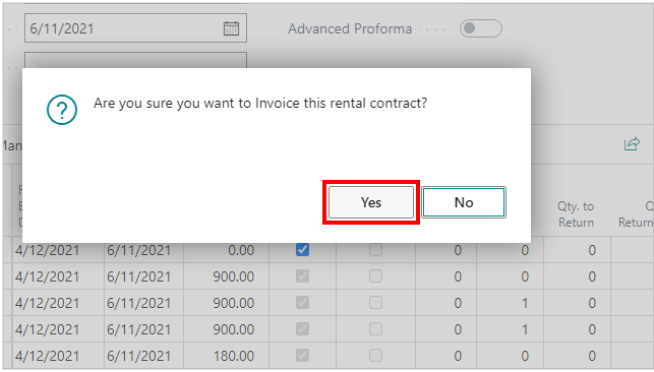 6/11/2021 Advanced Proforma
Are you sure you want to Invoice this rental contract?
Man
Yes No
Qty. to
Return Return
4/12/2021 6/11/2021 0.00 0 0 0
4/12/2021 6/11/2021 900.00 0 0 0
4/12/2021 6/11/2021 900.00 0 1 0
4/12/2021 6/11/2021 900.00 0 1 0
4/12/2021 6/11/2021 180.00 0 0 0